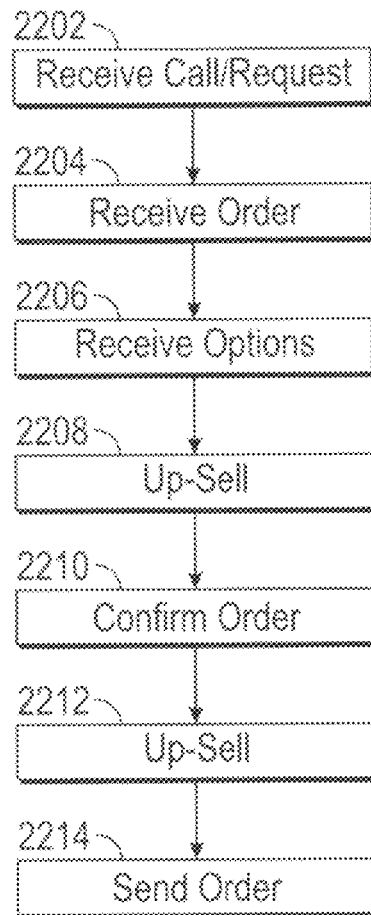 2202
Receive Call/Request
2204
Receive Order
2206
Receive Options
2208
Up-Sell
2210
Confirm Order
2212
Up-Sell
2214
Send Order